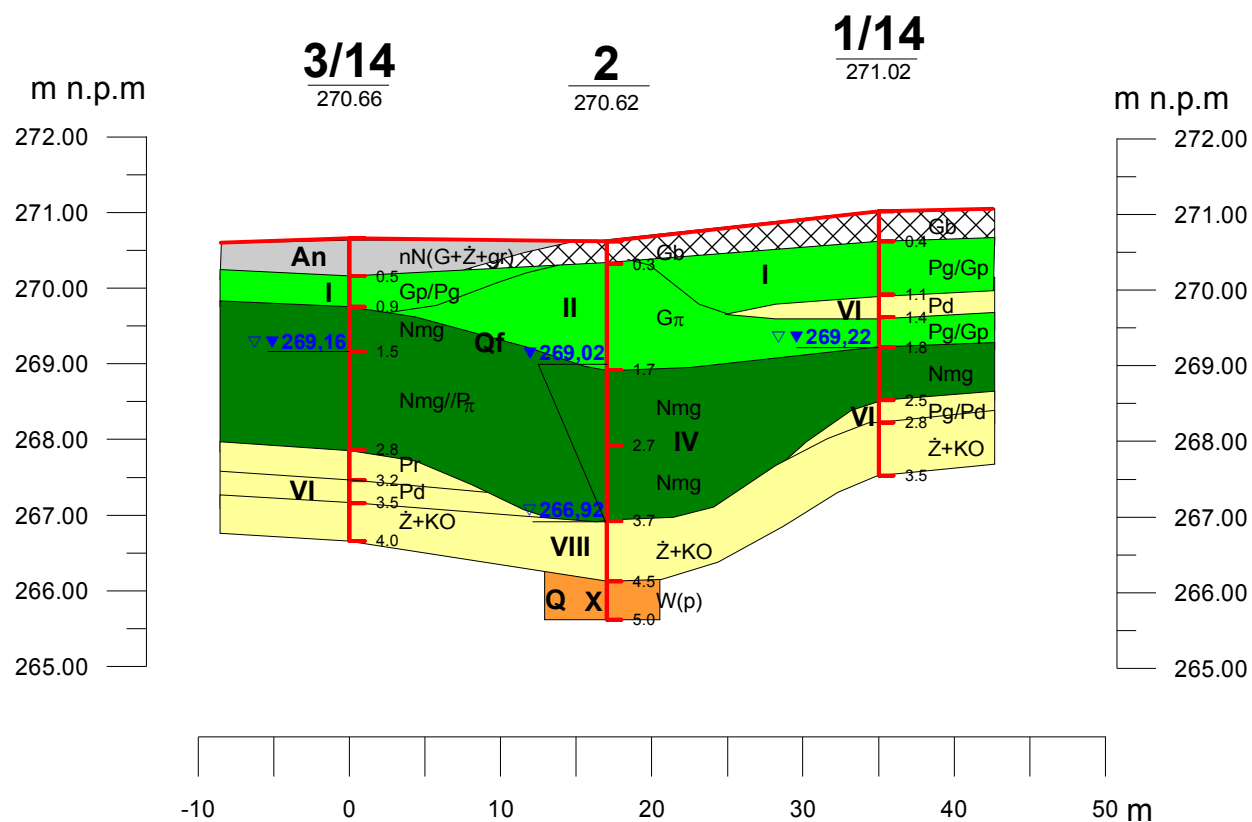 3/14
270.66
2
270.62
1/14
271.02
m n.p.m
m n.p.m
272.00
272.00
271.00
271.00
270.00
270.00
269.00
269.00
268.00
268.00
267.00
267.00
266.00
266.00
265.00
265.00
An
nN(G+Ż+gr)
0.5
I
Gp/Pg
0.9
Nmg
269,16
1.5
Nmg//Pπ
2.8
Pr
3.2
VI
Pd
3.5
Ż+KO
4.0
Gb
0.3
II
Gπ
Qf
269,02
1.7
Nmg
2.7
IV
Nmg
266,92
3.7
VIII
Ż+KO
4.5
Q
X
W(p)
5.0
Gb
0.4
I
Pg/Gp
1.1
VI
Pd
1.4
Pg/Gp
269,22
1.8
Nmg
2.5
VI
Pg/Pd
2.8
Ż+KO
3.5
-10
0
10
20
30
40
50
m